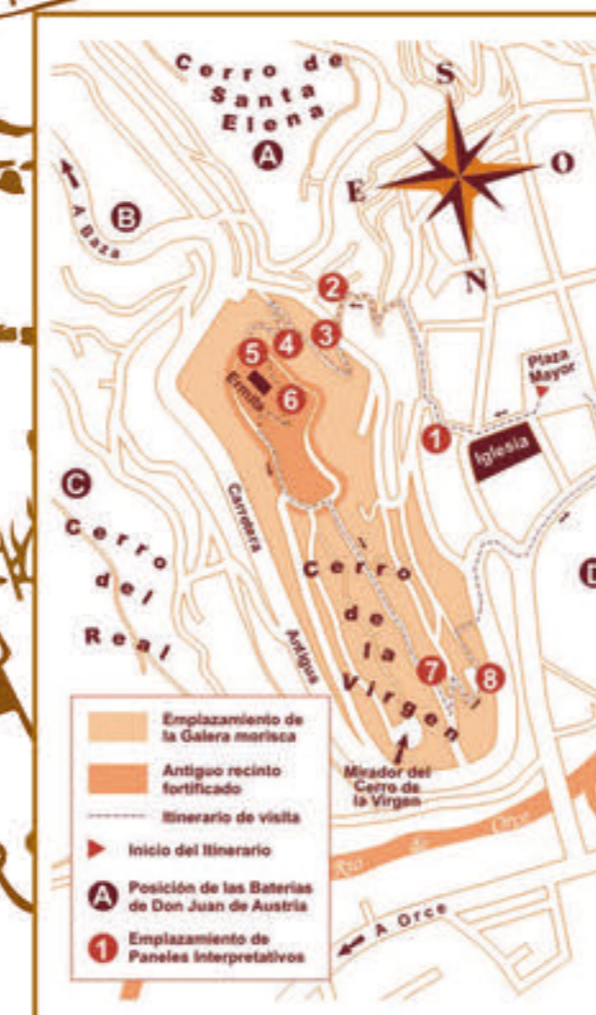 Cerro de
Santa
Elena
A
B
A Baza
S
E
O
N
2
3
4
5
6
Ermita
Plaza
Mayor
1
Iglesia
C
Cerro
del
Real
Carretera
Antigua
Cerro
de
la
Virgen
7
8
D
Mirador del
Cerro de
la Virgen
Río de Orce
A Orce
Emplazamiento de
la Galera morisca
Antiguo recinto
fortificado
Itinerario de visita
Inicio del Itinerario
A
Posición de las Baterias
de Don Juan de Austria
1
Emplazamiento de
Paneles Interpretativos